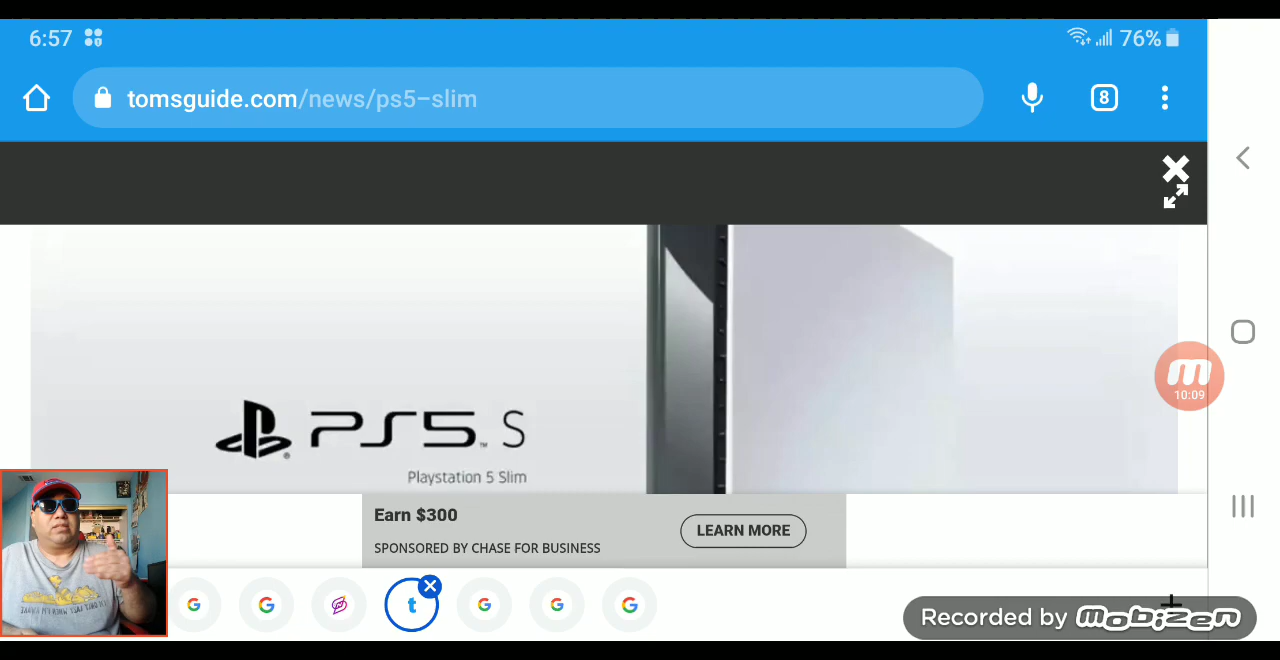 6:57
76%
tomsguide.com/news/ps5-slim
8
PS5™ S
Playstation 5 Slim
10:09
Earn $300
SPONSORED BY CHASE FOR BUSINESS
LEARN MORE
Recorded by mobizen